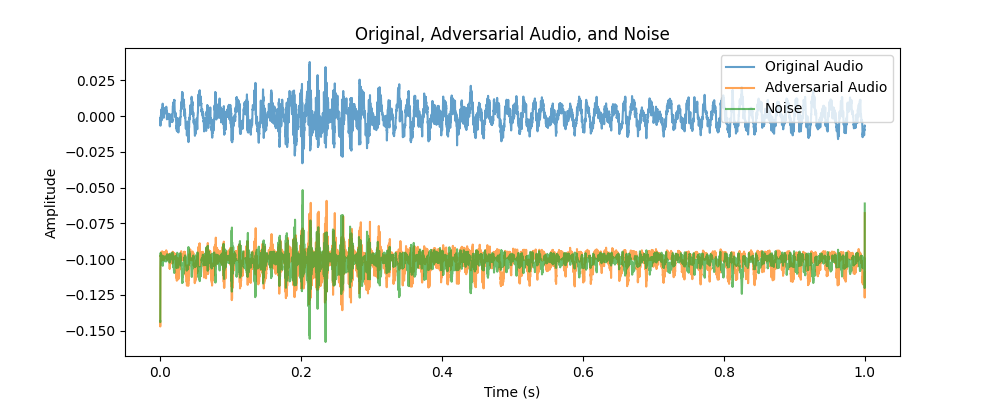 Original, Adversarial Audio, and Noise
Original Audio
Adversarial Audio
Noise
Amplitude
0.025
0.000
−0.025
−0.050
−0.075
−0.100
−0.125
−0.150
0.0 0.2 0.4 0.6 0.8 1.0
Time (s)